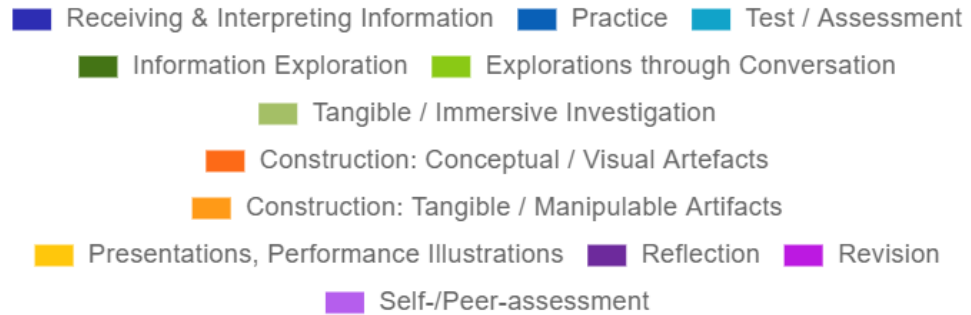 Receiving & Interpreting Information Practice Test / Assessment
Information Exploration Explorations through Conversation
Tangible / Immersive Investigation
Construction: Conceptual / Visual Artefacts
Construction: Tangible / Manipulable Artifacts
Presentations, Performance Illustrations Reflection Revision
Self-/Peer-assessment